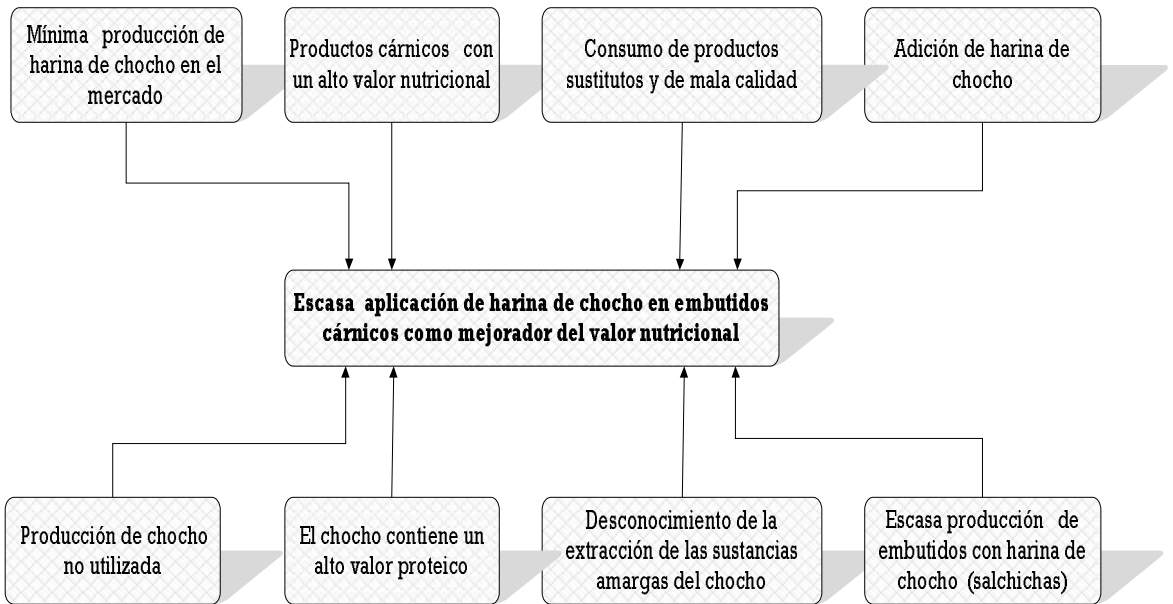 Mínima producción de
harina de chocho en el
mercado
Productos cárnicos con
un alto valor nutricional
Consumo de productos
sustitutos y de mala calidad
Adición de harina de
chocho
Escasa aplicación de harina de chocho en embutidos
cárnicos como mejorador del valor nutricional
Producción de chocho
no utilizada
El chocho contiene un
alto valor proteico
Desconocimiento de la
extracción de las sustancias
amargas del chocho
Escasa producción de
embutidos con harina de
chocho (salchichas)